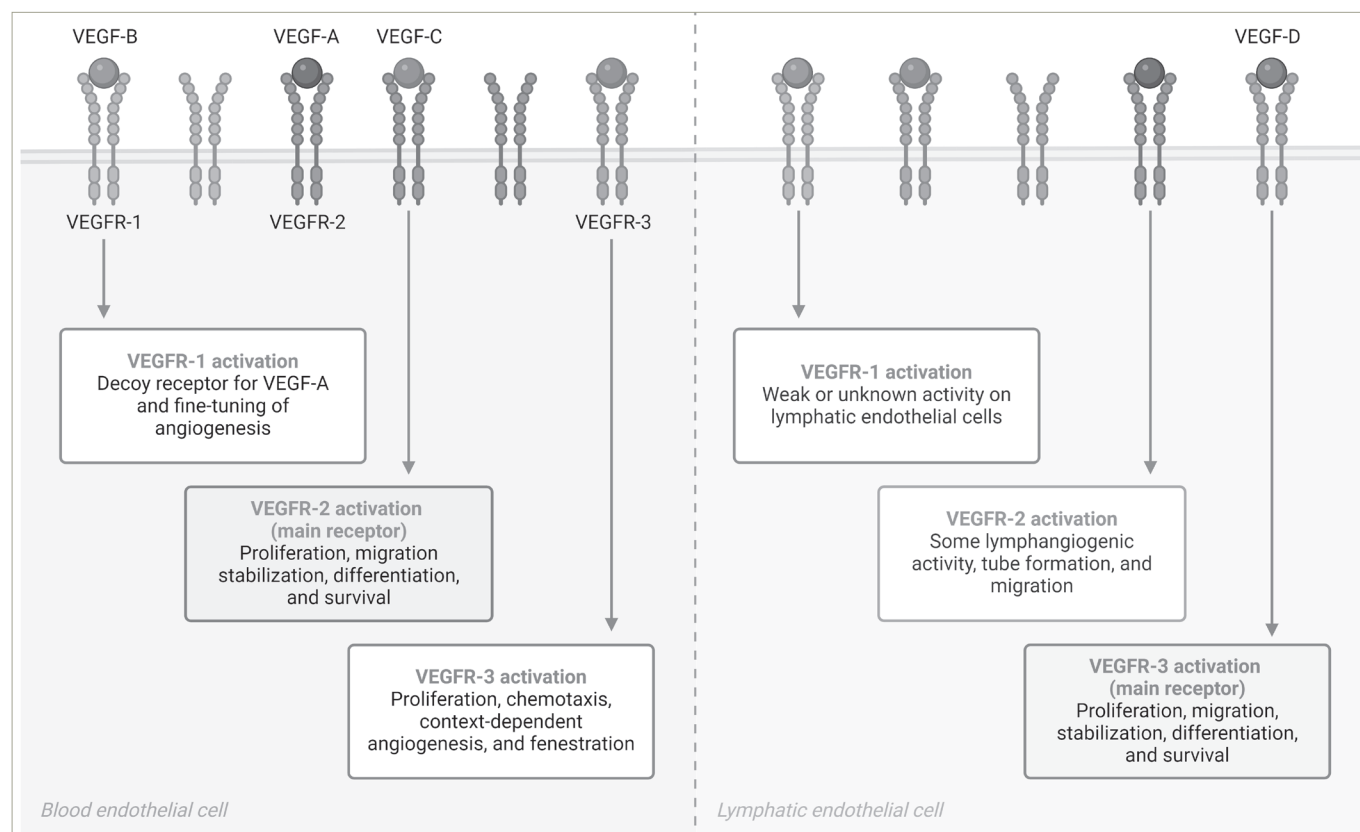 VEGF-B
VEGF-A
VEGF-C
VEGF-D
VEGFR-1
VEGFR-2
VEGFR-3
VEGFR-1 activation
Decoy receptor for VEGF-A
and fine-tuning of
angiogenesis
VEGFR-2 activation
(main receptor)
Proliferation, migration
stabilization, differentiation,
and survival
VEGFR-3 activation
Proliferation, chemotaxis,
context-dependent
angiogenesis, and fenestration
Blood endothelial cell
VEGFR-1 activation
Weak or unknown activity on
lymphatic endothelial cells
VEGFR-2 activation
Some lymphangiogenic
activity, tube formation, and
migration
VEGFR-3 activation
(main receptor)
Proliferation, migration,
stabilization, differentiation,
and survival
Lymphatic endothelial cell